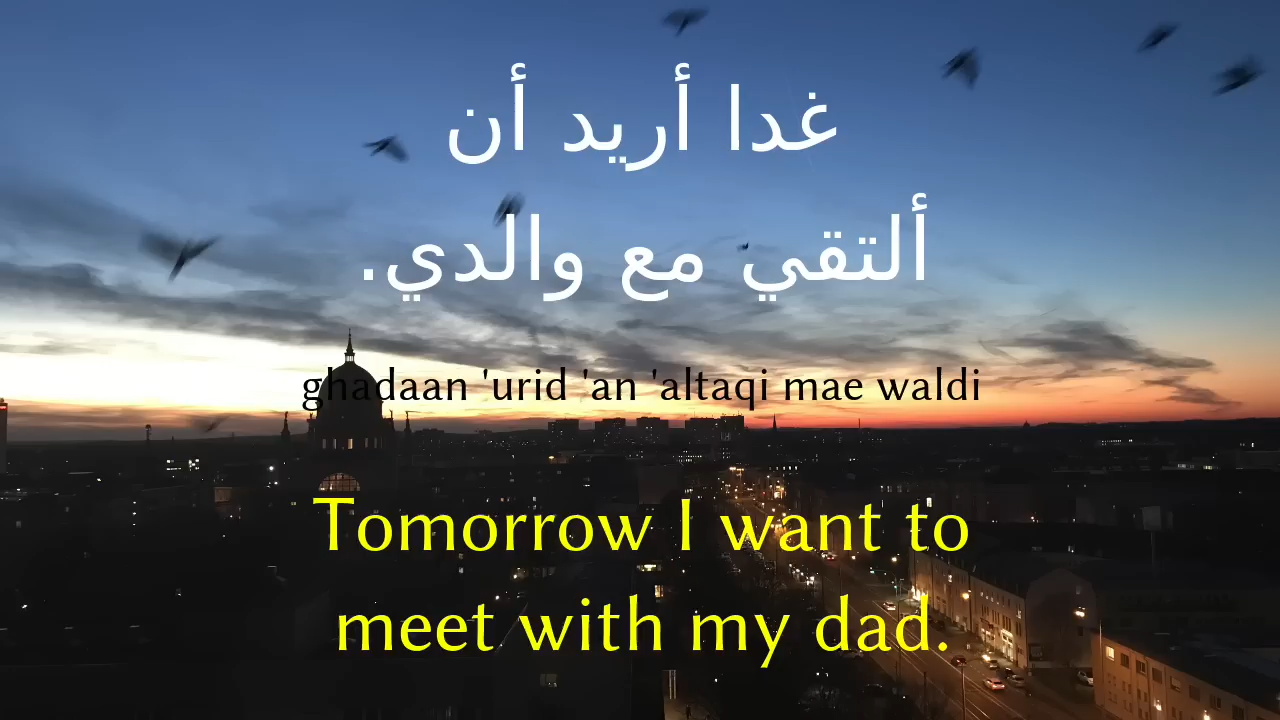 غدا أريد أن
ألتقي مع والدي.
ghadaan 'urid 'an 'altaqi mae waldi
Tomorrow I want to
meet with my dad.